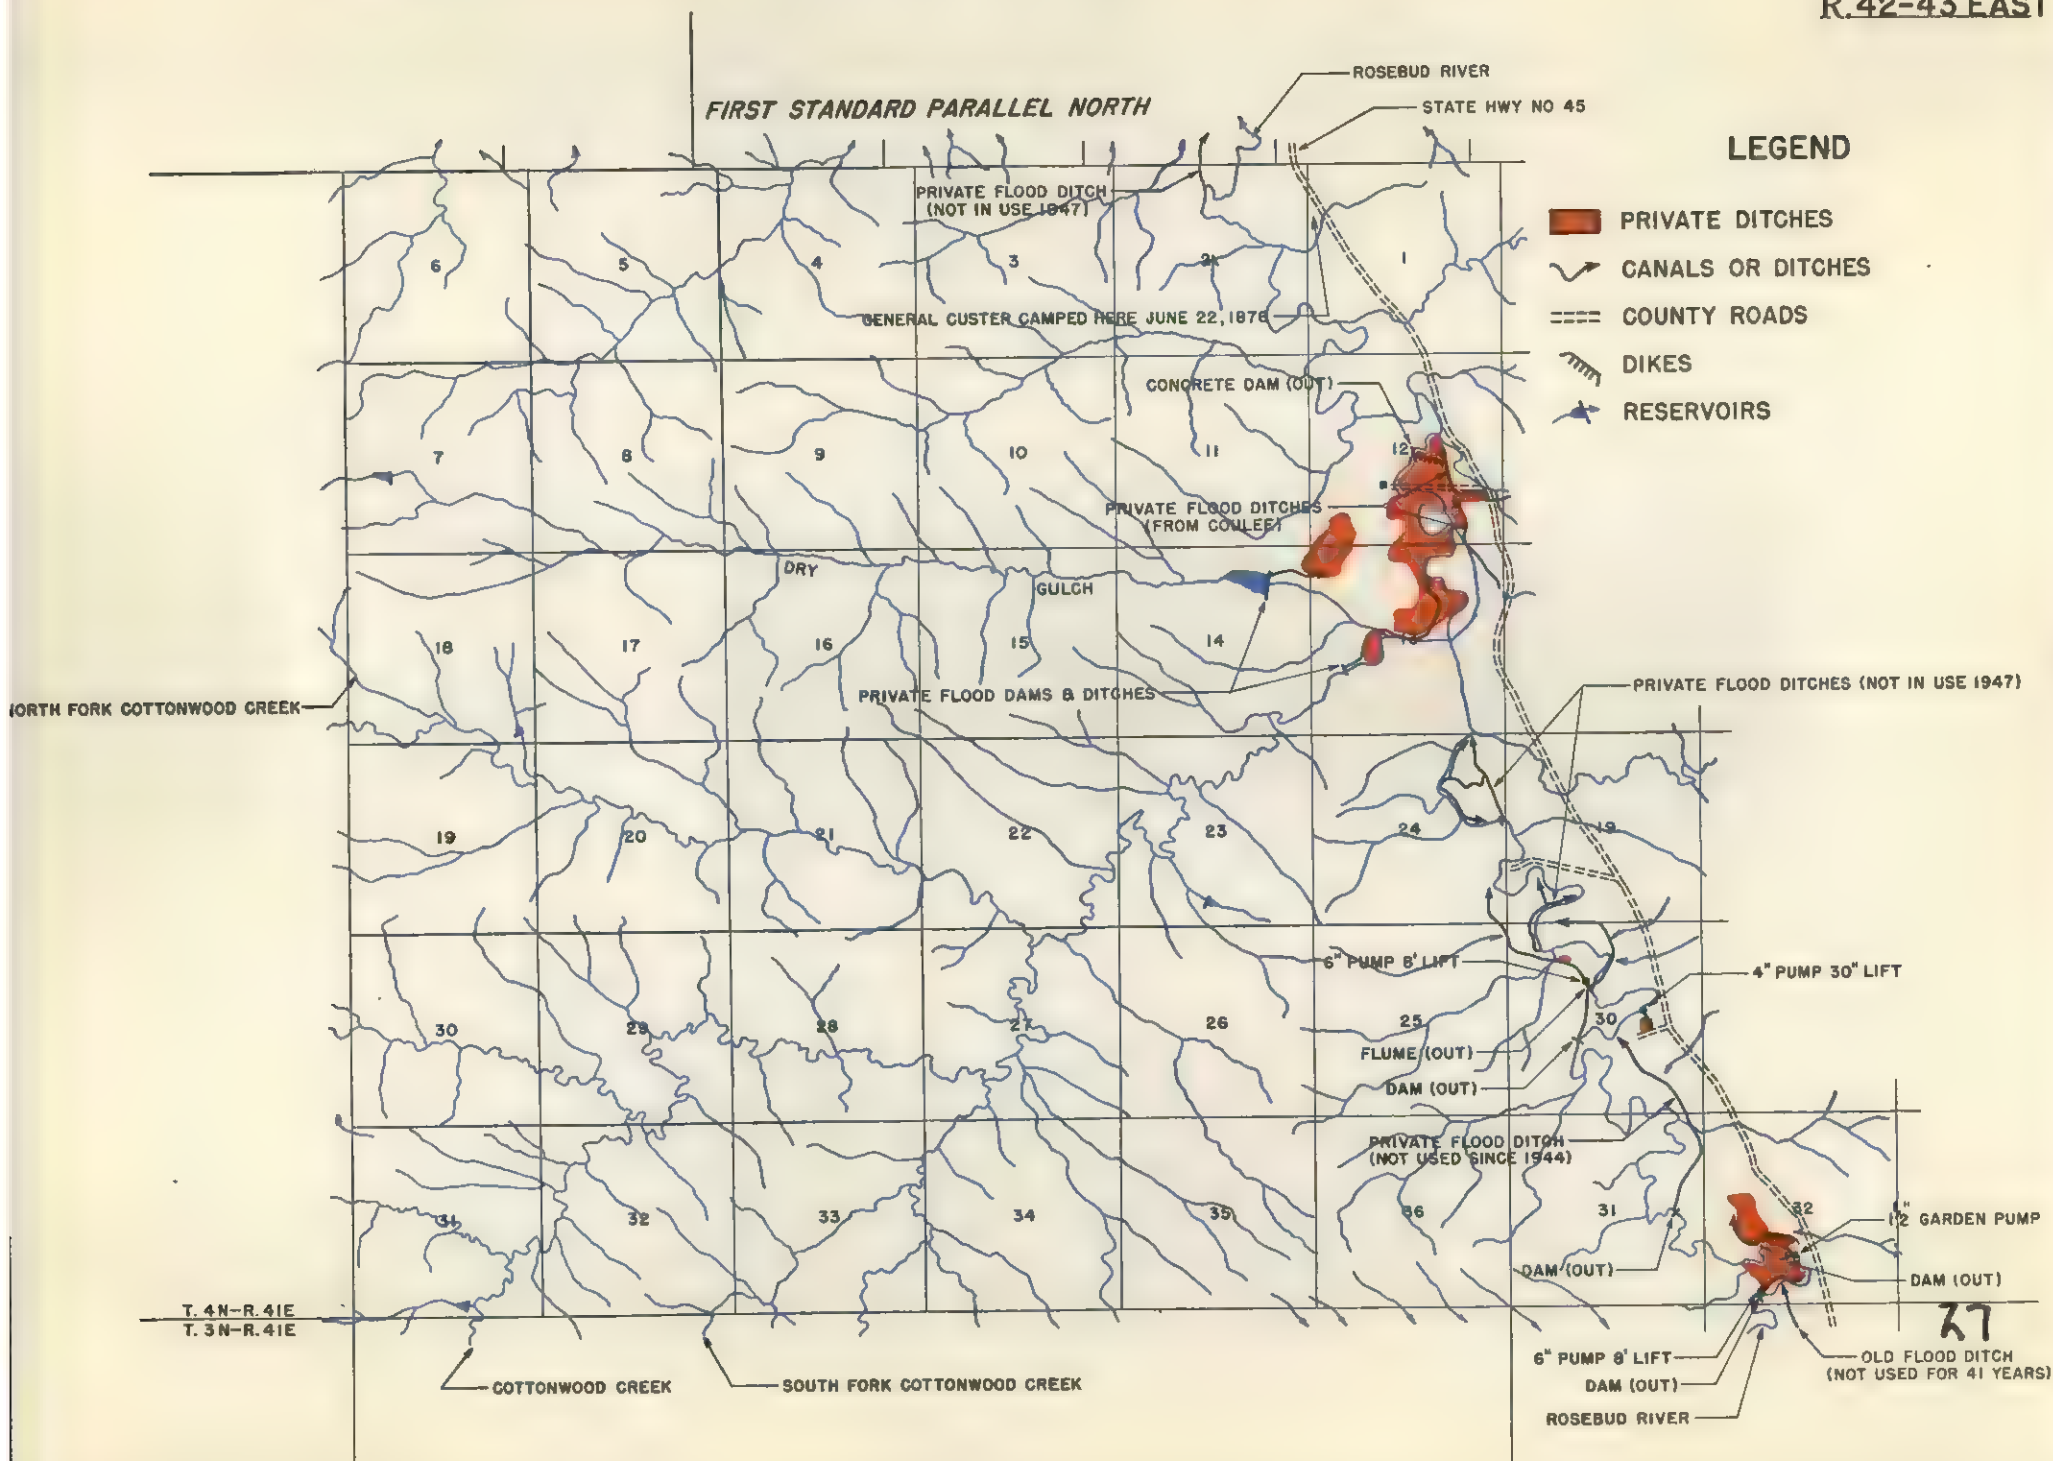 R.42-43 EAST
ROSEBUD RIVER
STATE HWY NO 45
FIRST STANDARD PARALLEL NORTH
LEGEND
PRIVATE DITCHES
CANALS OR DITCHES
COUNTY ROADS
DIKES
RESERVOIRS
PRIVATE FLOOD DITCH
(NOT IN USE 1947)
6
5
4
3
2
1
GENERAL CUSTER CAMPED HERE JUNE 22, 1876
CONCRETE DAM (OUT)
7
8
9
10
11
12
PRIVATE FLOOD DITCHES
(FROM COULEE)
DRY
GULCH
18
17
16
15
14
13
PRIVATE FLOOD DAMS & DITCHES
NORTH FORK COTTONWOOD CREEK
PRIVATE FLOOD DITCHES (NOT IN USE 1947)
19
20
21
22
23
24
19
6" PUMP 8' LIFT
4" PUMP 30" LIFT
30
29
28
27
26
25
30
FLUME (OUT)
DAM (OUT)
PRIVATE FLOOD DITCH
(NOT USED SINCE 1944)
31
32
33
34
35
36
31
32
1½" GARDEN PUMP
DAM (OUT)
DAM (OUT)
T. 4N-R. 41E
T. 3N-R. 41E
27
6" PUMP 8' LIFT
DAM (OUT)
ROSEBUD RIVER
OLD FLOOD DITCH
(NOT USED FOR 41 YEARS)
COTTONWOOD CREEK
SOUTH FORK COTTONWOOD CREEK